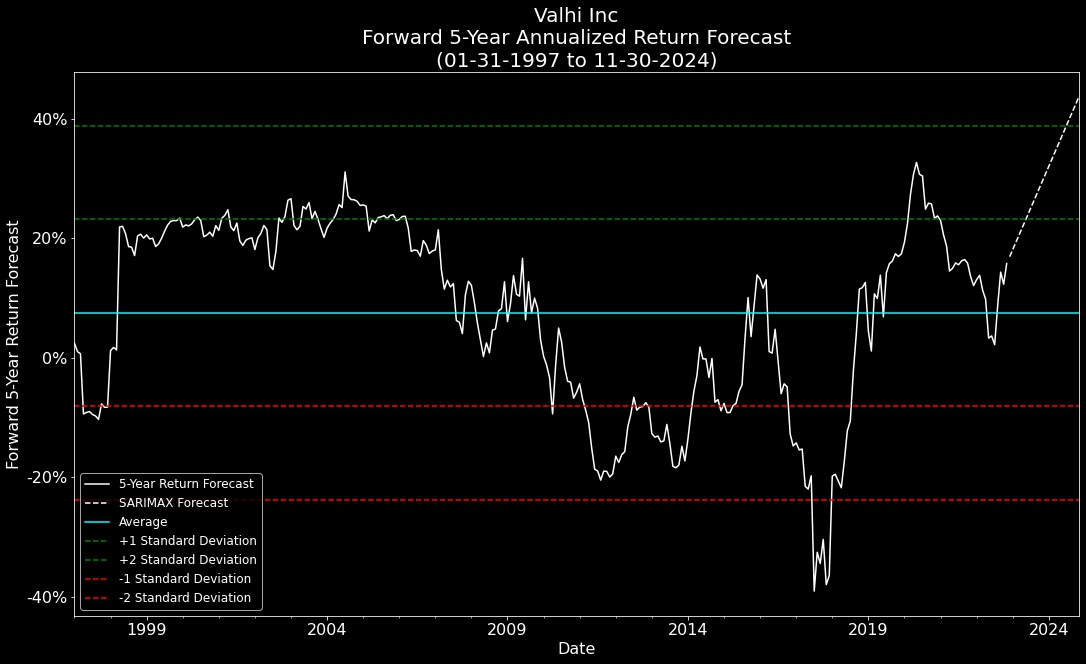 Valhi Inc
Forward 5-Year Annualized Return Forecast
(01-31-1997 to 11-30-2024)
Forward 5-Year Return Forecast
40%
20%
0%
-20%
-40%
5-Year Return Forecast
SARIMAX Forecast
Average
+1 Standard Deviation
+2 Standard Deviation
-1 Standard Deviation
-2 Standard Deviation
1999 2004 2009 2014 2019 2024
Date